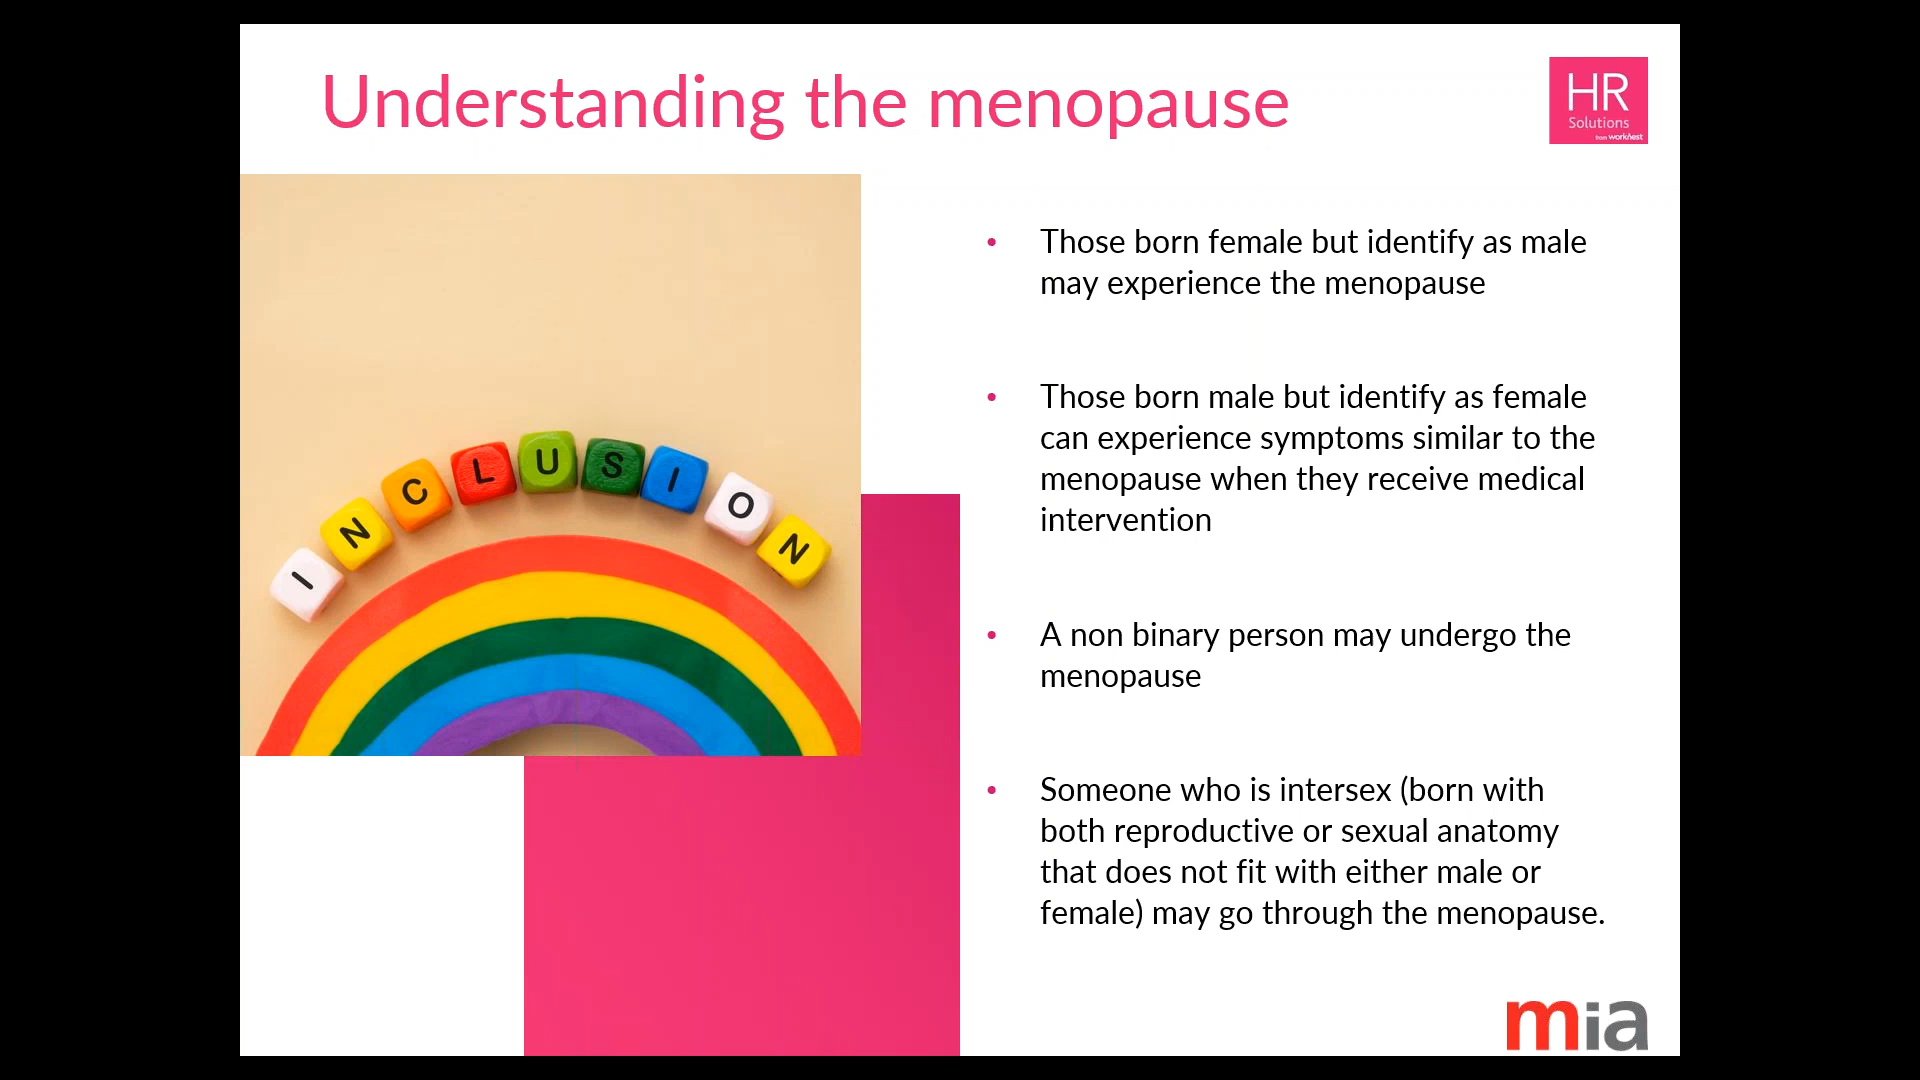 Understanding the menopause
HR
Solutions
from worknest
INCLUSION
• Those born female but identify as male
may experience the menopause
• Those born male but identify as female
can experience symptoms similar to the
menopause when they receive medical
intervention
• A non binary person may undergo the
menopause
• Someone who is intersex (born with
both reproductive or sexual anatomy
that does not fit with either male or
female) may go through the menopause.
mia